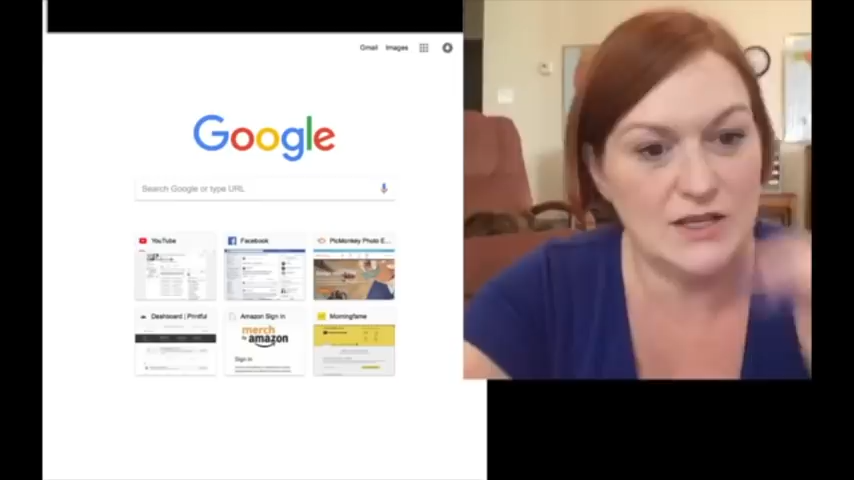 Gmail Images
Google
Search Google or type URL
YouTube
Facebook
PicMonkey Photo E...
Dashboard | Printful
Amazon Sign In
Morningfame
merch
by amazon
Sign in